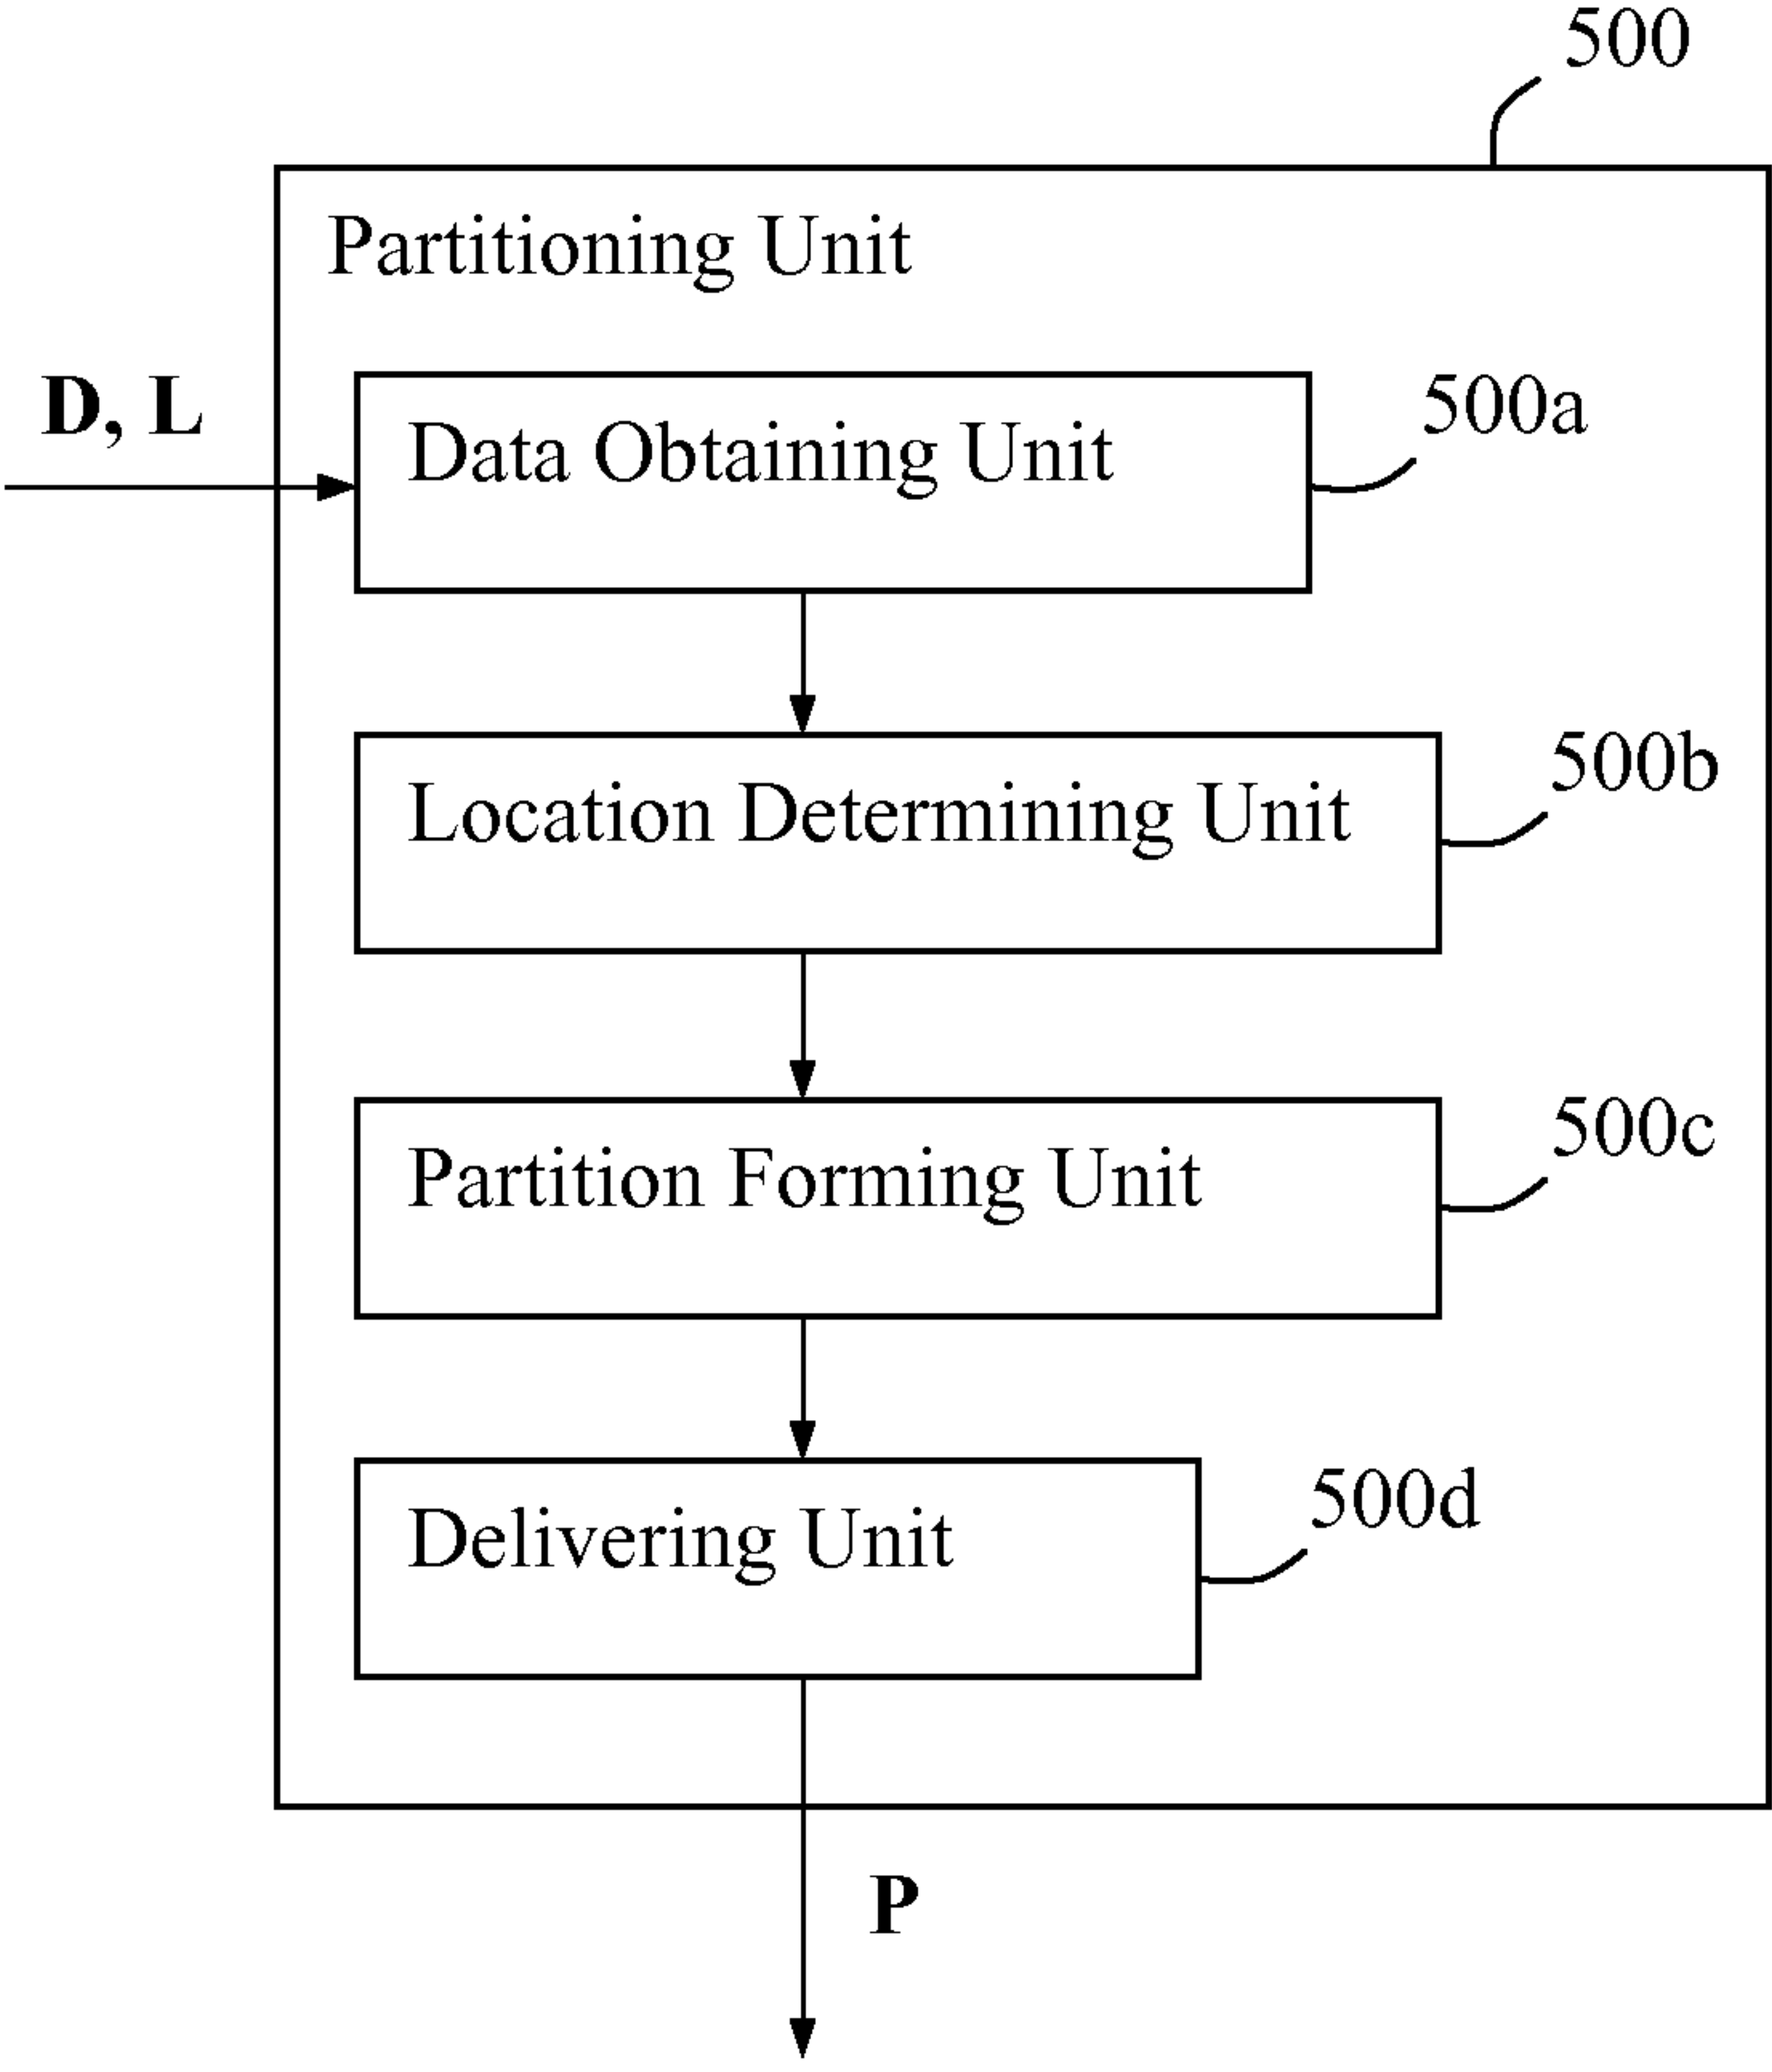 500
Partitioning Unit
D, L
Data Obtaining Unit
500a
Location Determining Unit
500b
Partition Forming Unit
500c
Delivering Unit
500d
P